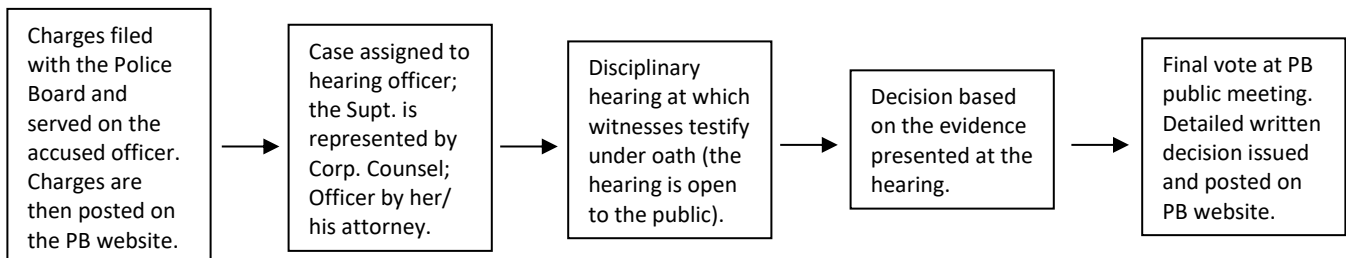 Charges filed
with the Police
Board and
served on the
accused officer.
Charges are
then posted on
the PB website.
Case assigned to
hearing officer;
the Supt. is
represented by
Corp. Counsel;
Officer by her/
his attorney.
Disciplinary
hearing at which
witnesses testify
under oath (the
hearing is open
to the public).
Decision based
on the evidence
presented at the
hearing.
Final vote at PB
public meeting.
Detailed written
decision issued
and posted on
PB website.